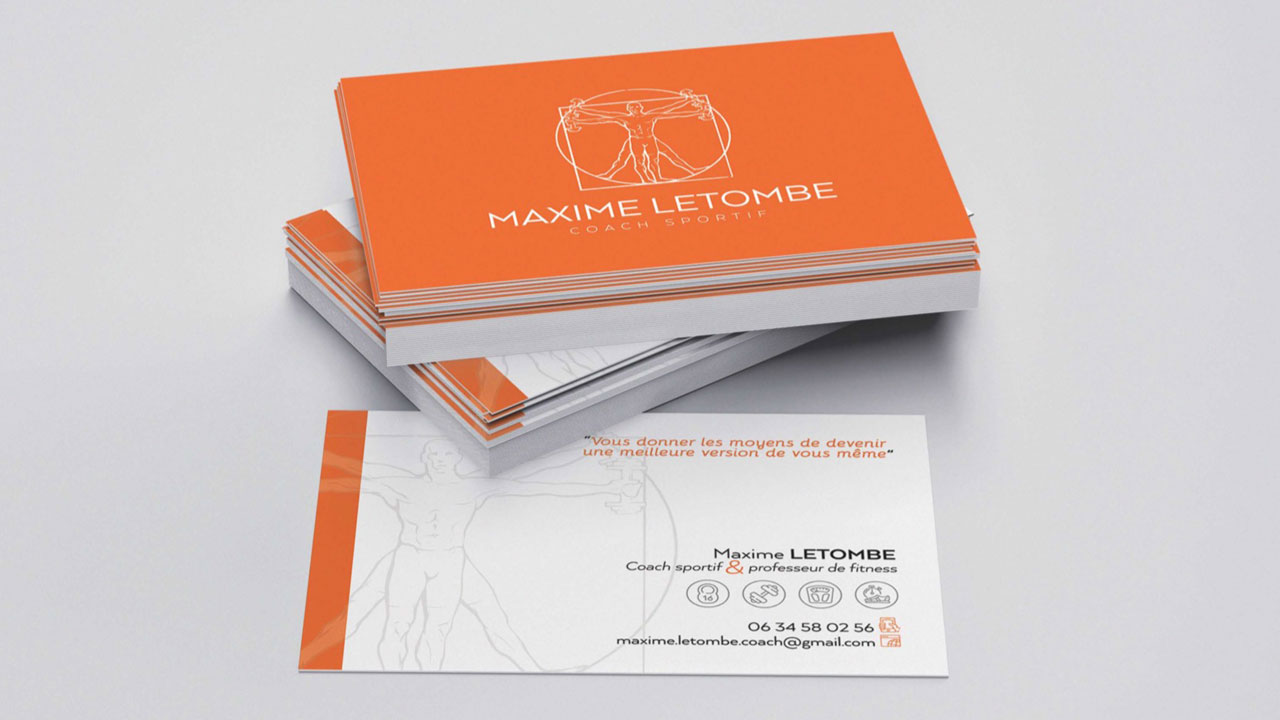 MAXIME LETOMBE
COACH SPORTIF
"Vous donner les moyens de devenir
une meilleure version de vous même"
Maxime LETOMBE
Coach sportif & professeur de fitness
16
06 34 58 02 56
maxime.letombe.coach@gmail.com